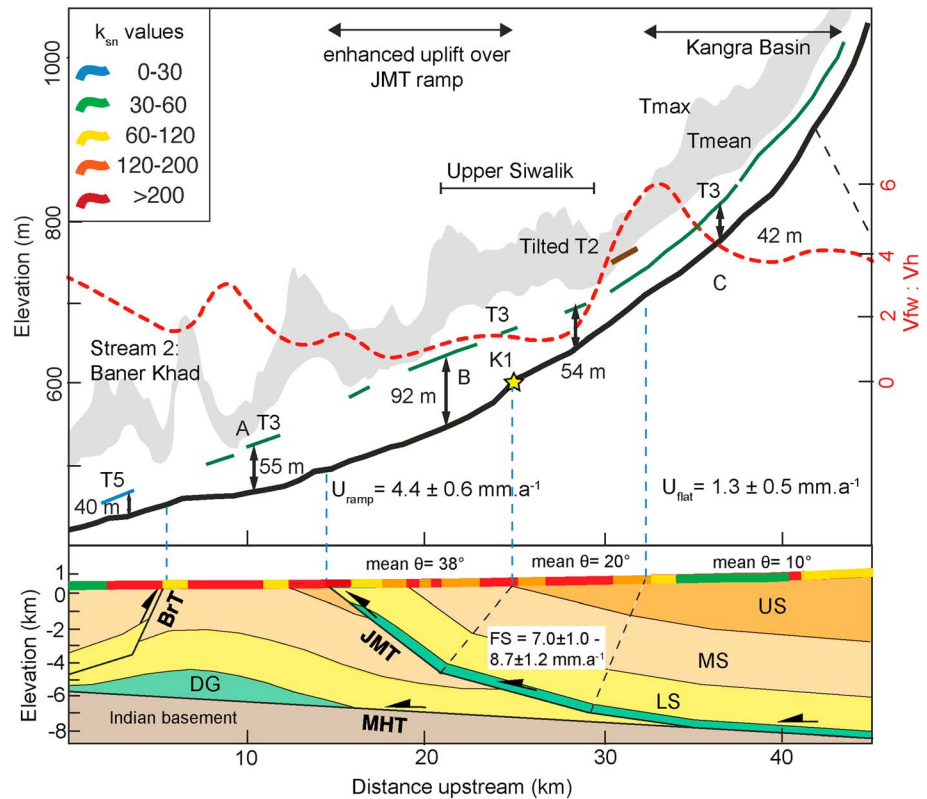 k_sn values
0-30
30-60
60-120
120-200
>200
enhanced uplift over
JMT ramp
Kangra Basin
Tmax
Tmean
Upper Siwalik
Tilted T2
T3
42 m
C
T3
K1
B
92 m
54 m
Stream 2:
Baner Khad
A
T3
55 m
T5
40 m
U_ramp = 4.4 ± 0.6 mm.a⁻¹
U_flat = 1.3 ± 0.5 mm.a⁻¹
Elevation (m)
1000
800
600
Vfw : Vh
6
4
2
0
mean θ= 38°
mean θ= 20°
mean θ= 10°
Elevation (km)
1
0
-2
-4
-6
-8
BrT
JMT
FS = 7.0±1.0 -
8.7±1.2 mm.a⁻¹
US
MS
LS
DG
Indian basement
MHT
10
20
30
40
Distance upstream (km)